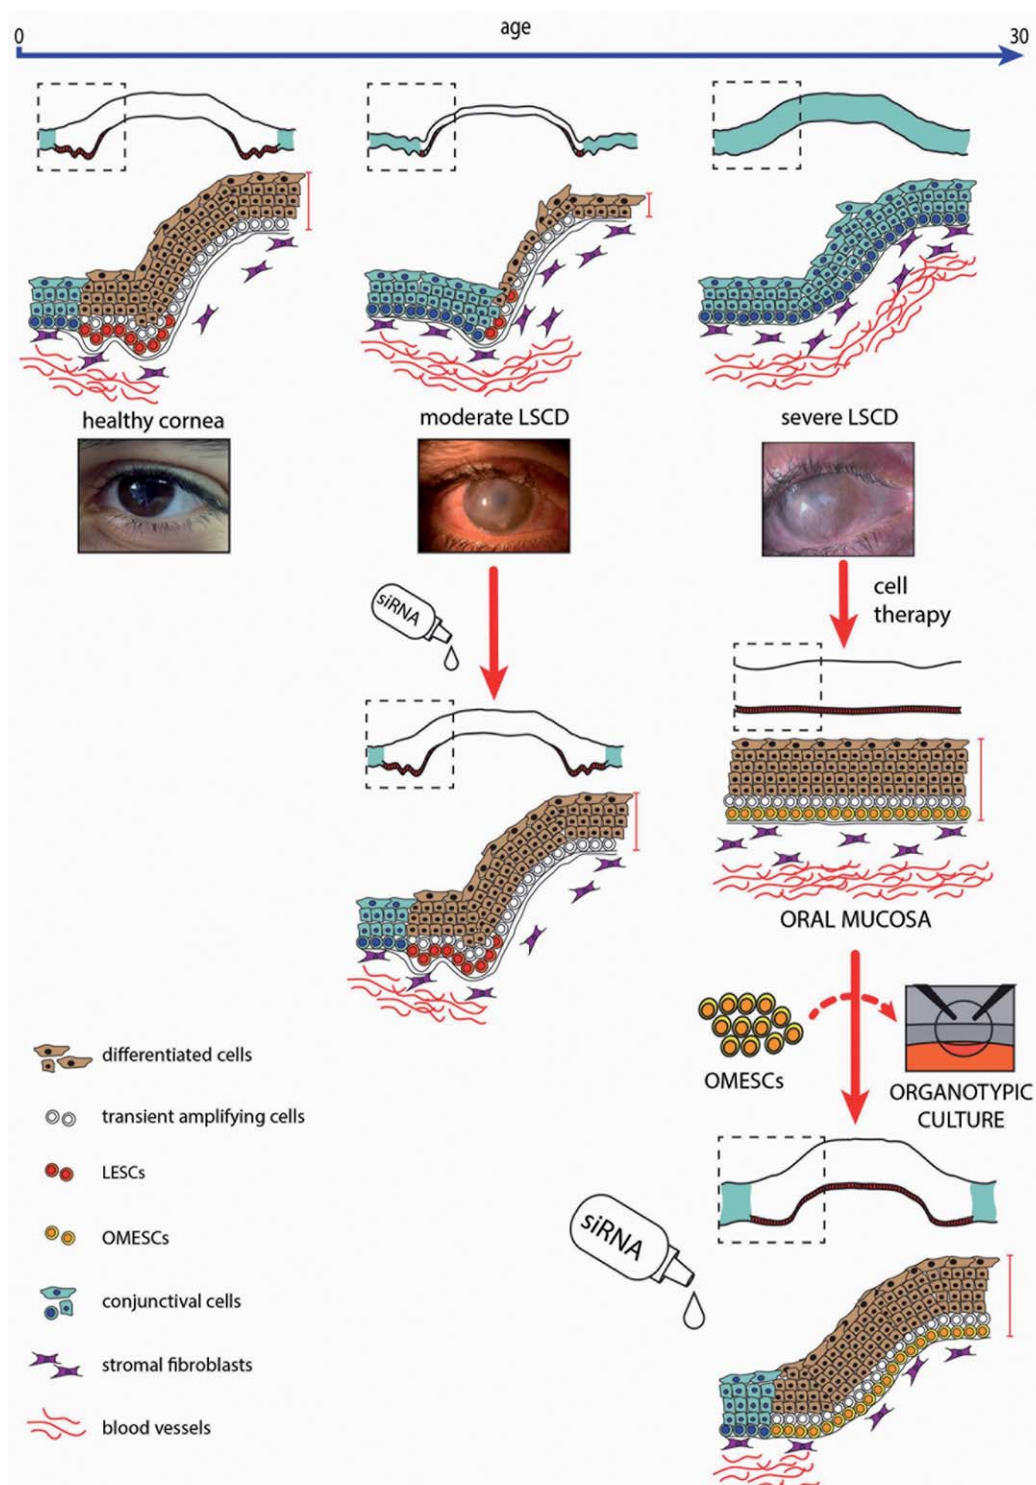 age
0
30
healthy cornea
moderate LSCD
severe LSCD
siRNA
cell
therapy
ORAL MUCOSA
OMESCs
ORGANOTYPIC
CULTURE
differentiated cells
transient amplifying cells
LESCs
OMESCs
conjunctival cells
stromal fibroblasts
blood vessels
siRNA